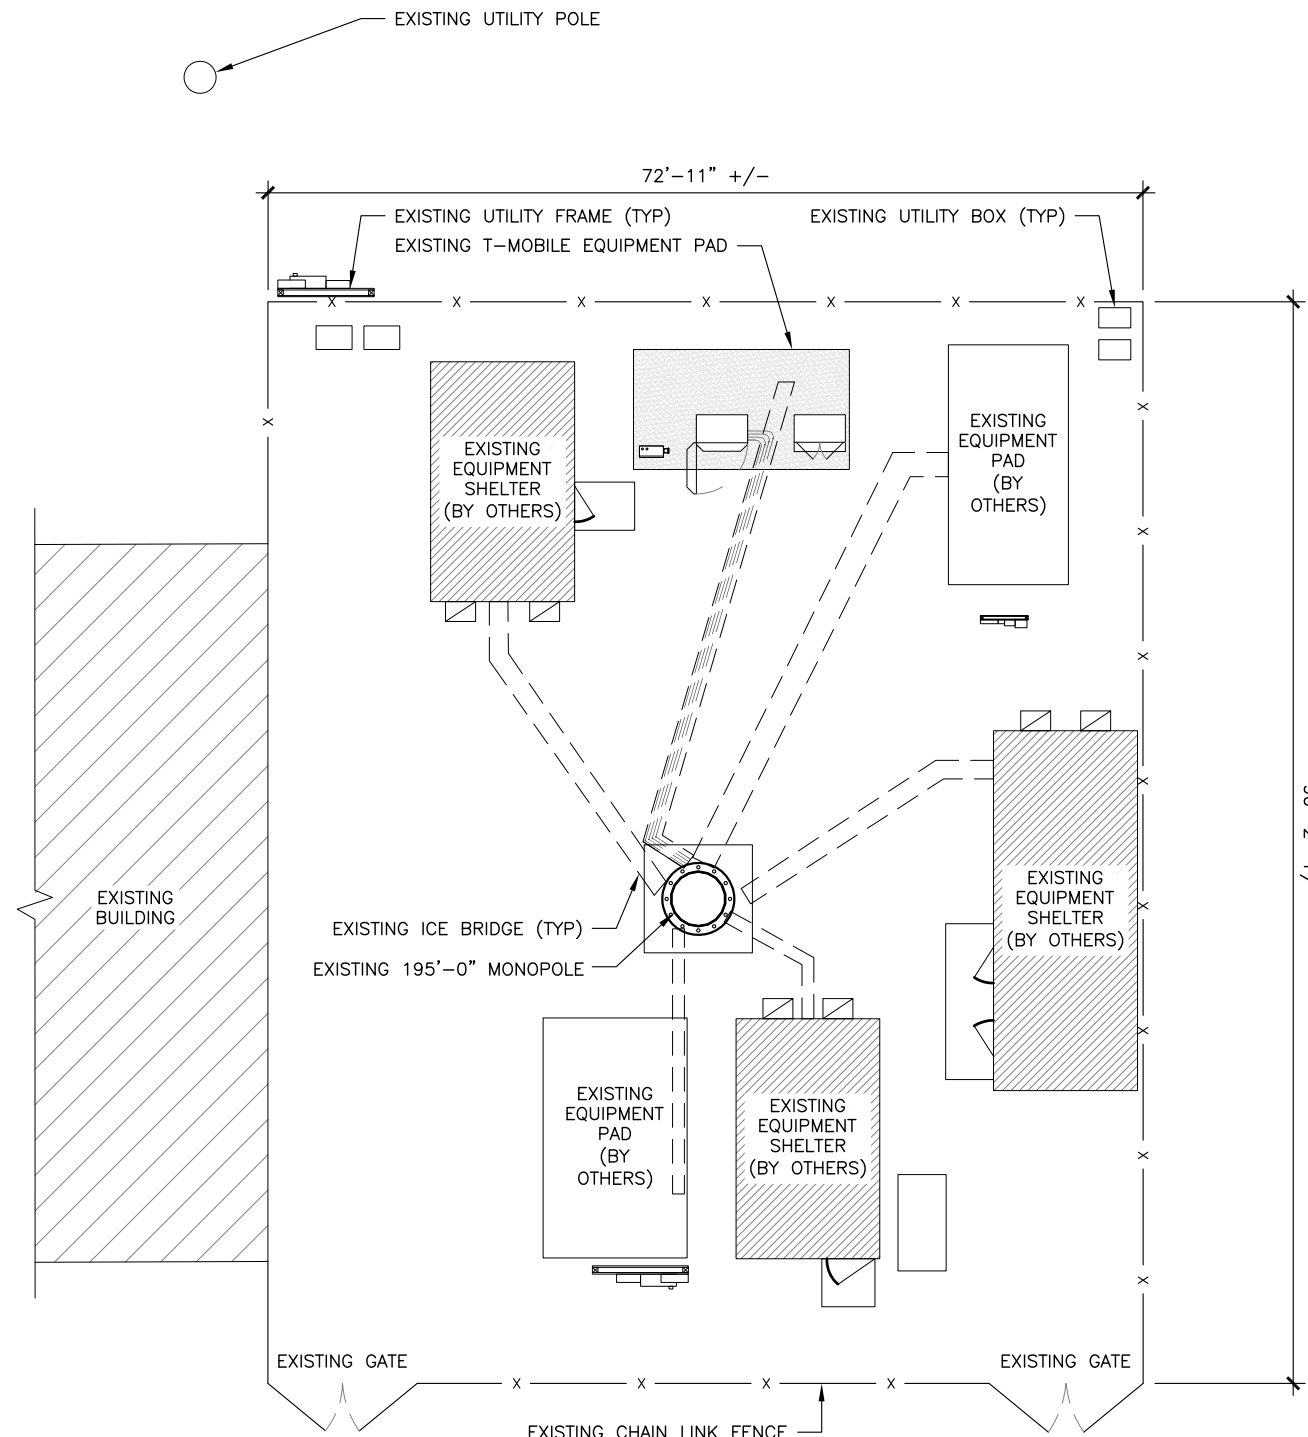 EXISTING UTILITY POLE
72'-11" +/-
EXISTING UTILITY FRAME (TYP)
EXISTING UTILITY BOX (TYP)
EXISTING T-MOBILE EQUIPMENT PAD
EXISTING
EQUIPMENT
SHELTER
(BY OTHERS)
EXISTING
EQUIPMENT
PAD
(BY
OTHERS)
EXISTING
BUILDING
EXISTING
EQUIPMENT
SHELTER
(BY OTHERS)
EXISTING ICE BRIDGE (TYP)
EXISTING 195'-0" MONOPOLE
EXISTING
EQUIPMENT
PAD
(BY
OTHERS)
EXISTING
EQUIPMENT
SHELTER
(BY OTHERS)
EXISTING GATE
EXISTING GATE
EXISTING CHAIN LINK FENCE